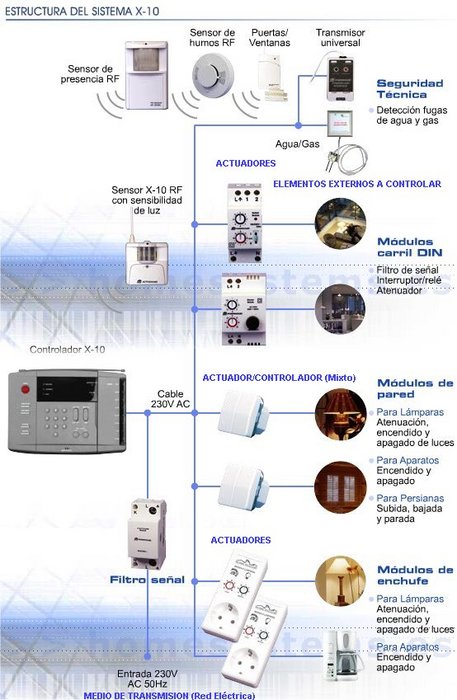 ESTRUCTURA DEL SISTEMA X-10
Sensor de
presencia RF
Sensor de
humos RF
Puertas/
Ventanas
Transmisor
universal
Seguridad
Técnica
Detección fugas
de agua y gas
Agua/Gas
ACTUADORES
ELEMENTOS EXTERNOS A CONTROLAR
Sensor X-10 RF
con sensibilidad
de luz
L 1 2
Módulos
carril DIN
Filtro de señal
Interruptor/relé
Atenuador
Controlador X-10
Cable
230V AC
ACTUADOR/CONTROLADOR (Mixto)
Módulos de
pared
Para Lámparas
Atenuación,
encendido y
apagado de luces
Para Aparatos
Encendido y
apagado
Para Persianas
Subida, bajada
y parada
Filtro señal
ACTUADORES
Módulos de
enchufe
Para Lámparas
Atenuación,
encendido y
apagado de luces
Para Aparatos
Encendido y
apagado
Entrada 230V
AC 50Hz
MEDIO DE TRANSMISION (Red Eléctrica)